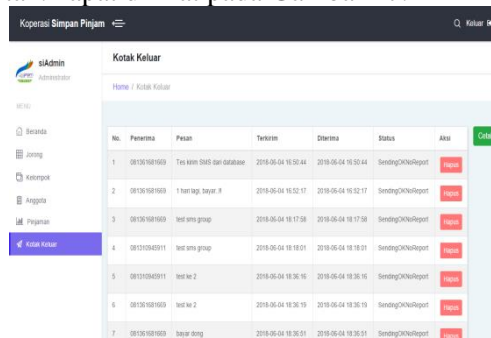 Koperasi Simpan Pinjam
Keluar
siAdmin
Administrator
MENU
Beranda
Jorong
Kelompok
Anggota
Pinjaman
Kotak Keluar
Kotak Keluar
Home / Kotak Keluar
No. Penerima Pesan Terkirim Diterima Status Aksi
1 081361681669 Tes kirim SMS dari database 2018-06-04 16:50:44 2018-06-04 16:50:44 SendingOKNoReport Hapus
2 081361681669 1 hari lagi, bayar..!! 2018-06-04 16:52:17 2018-06-04 16:52:17 SendingOKNoReport Hapus
3 081361681669 test sms group 2018-06-04 18:17:58 2018-06-04 18:17:58 SendingOKNoReport Hapus
4 081310945911 test sms group 2018-06-04 18:18:01 2018-06-04 18:18:01 SendingOKNoReport Hapus
5 081310945911 test ke 2 2018-06-04 18:36:16 2018-06-04 18:36:16 SendingOKNoReport Hapus
6 081361681669 test ke 2 2018-06-04 18:36:19 2018-06-04 18:36:19 SendingOKNoReport Hapus
7 081361681669 bayar dong 2018-06-04 18:36:51 2018-06-04 18:36:51 SendingOKNoReport Hapus